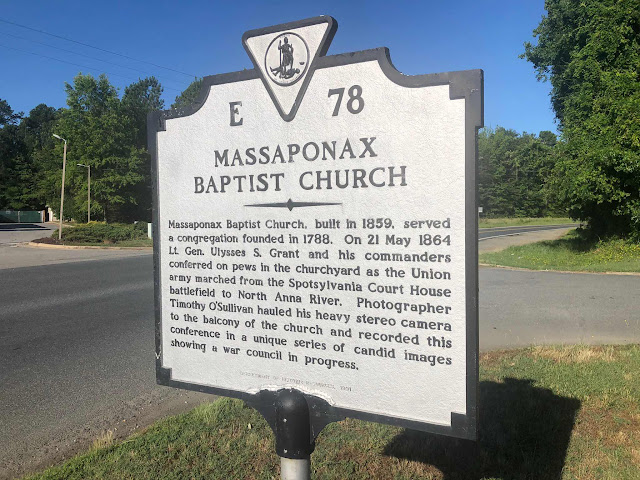 E 78
MASSAPONAX
BAPTIST CHURCH
Massaponax Baptist Church, built in 1859, served
a congregation founded in 1788. On 21 May 1864
Lt. Gen. Ulysses S. Grant and his commanders
conferred on pews in the churchyard as the Union
army marched from the Spotsylvania Court House
battlefield to North Anna River. Photographer
Timothy O'Sullivan hauled his heavy stereo camera
to the balcony of the church and recorded this
conference in a unique series of candid images
showing a war council in progress.